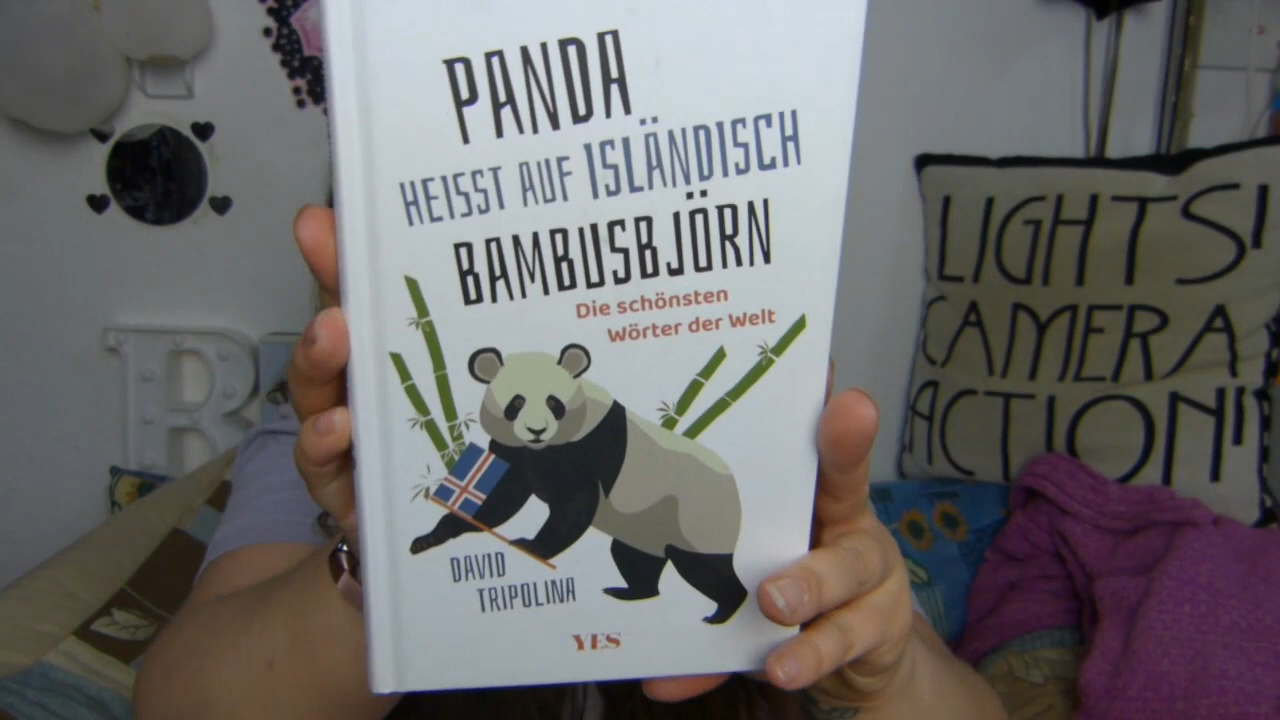 PANDA
HEISST AUF ISLÄNDISCH
BAMBUSBJÖRN
Die schönsten
Wörter der Welt
DAVID
TRIPOLINA
YES
R
LIGHTS!
CAMERA
ACTION!